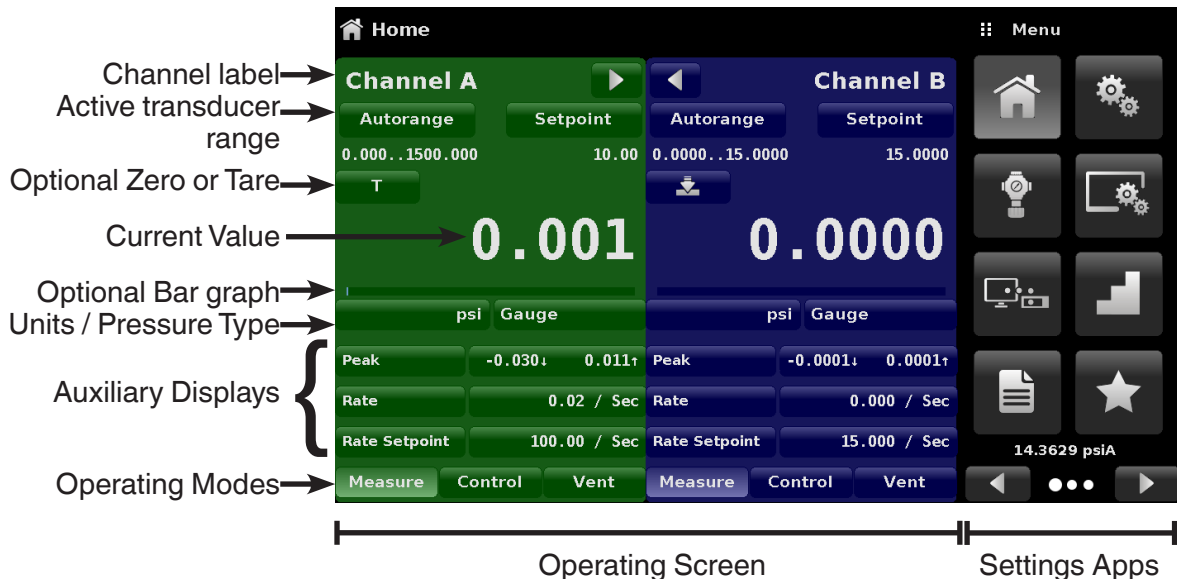 Home
Menu
Channel label
Active transducer
range
Optional Zero or Tare
Current Value
Optional Bar graph
Units / Pressure Type
Auxiliary Displays
Operating Modes
Channel A
Autorange Setpoint
0.000..1500.000 10.00
T
0.001
psi Gauge
Peak -0.030↓ 0.011↑
Rate 0.02 / Sec
Rate Setpoint 100.00 / Sec
Measure Control Vent
Channel B
Autorange Setpoint
0.0000..15.0000 15.0000
0.0000
psi Gauge
Peak -0.0001↓ 0.0001↑
Rate 0.000 / Sec
Rate Setpoint 15.000 / Sec
Measure Control Vent
14.3629 psiA
Operating Screen
Settings Apps